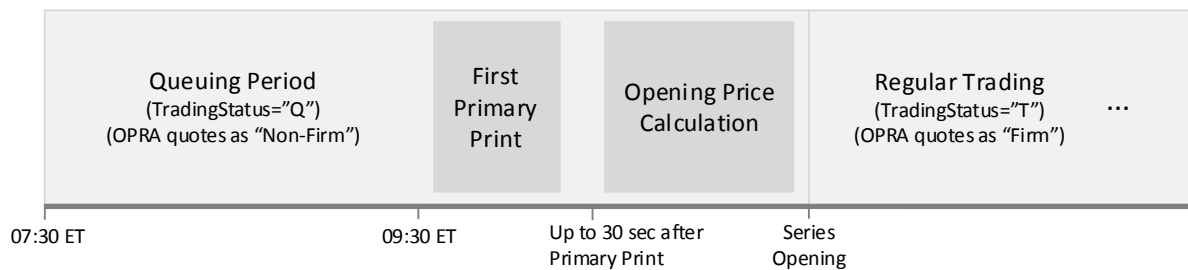 Queuing Period
(TradingStatus=”Q”)
(OPRA quotes as “Non-Firm”)
First
Primary
Print
Opening Price
Calculation
Regular Trading
(TradingStatus=”T”)
(OPRA quotes as “Firm”)
...
07:30 ET
09:30 ET
Up to 30 sec after
Primary Print
Series
Opening